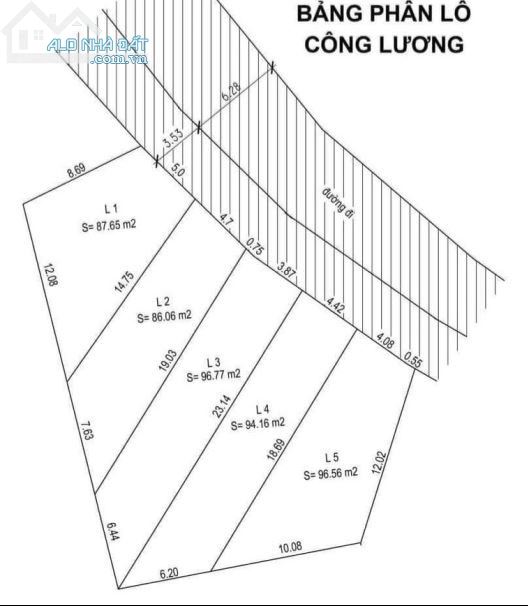 BẢNG PHÂN LÔ
CÔNG LƯƠNG
ALO NHÀ ĐẤT
.com.vn
6.28
3.53
đường đi
8.69
5.0
L 1
S= 87.65 m2
4.7
0.75
12.08
14.75
3.87
L 2
S= 86.06 m2
4.42
19.03
4.08
L 3
S= 96.77 m2
0.55
7.63
23.14
L 4
S= 94.16 m2
18.69
L 5
S= 96.56 m2
12.02
6.44
10.08
6.20